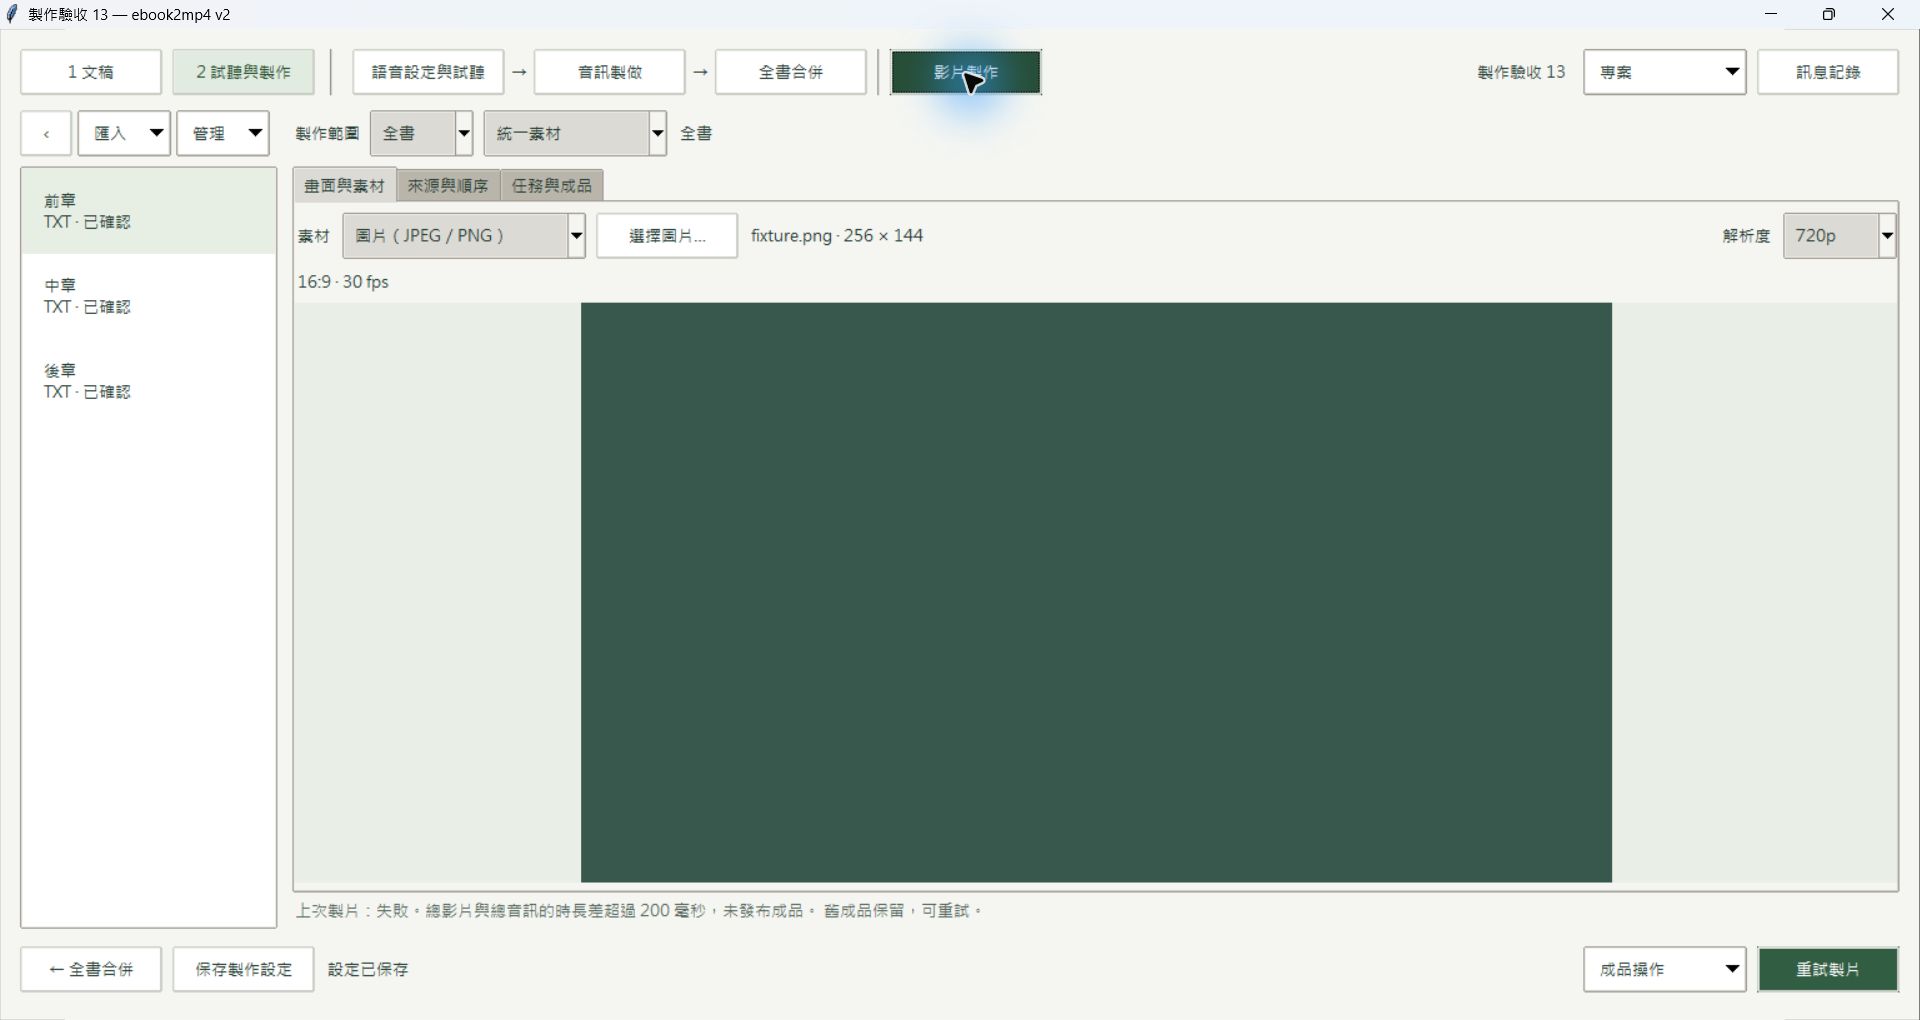 製作驗收 13 — ebook2mp4 v2
1 文稿
2 試聽與製作
語音設定與試聽
→
音訊製做
→
全書合併
影片製作
製作驗收 13
專案
訊息記錄
‹
匯入
管理
製作範圍
全書
統一素材
全書
前章
TXT · 已確認
中章
TXT · 已確認
後章
TXT · 已確認
畫面與素材
來源與順序
任務與成品
素材
圖片 ( JPEG / PNG )
選擇圖片...
fixture.png · 256 × 144
解析度
720p
16:9 · 30 fps
上次製片：失敗。總影片與總音訊的時長差超過 200 毫秒，未發布成品。 舊成品保留，可重試。
← 全書合併
保存製作設定
設定已保存
成品操作
重試製片